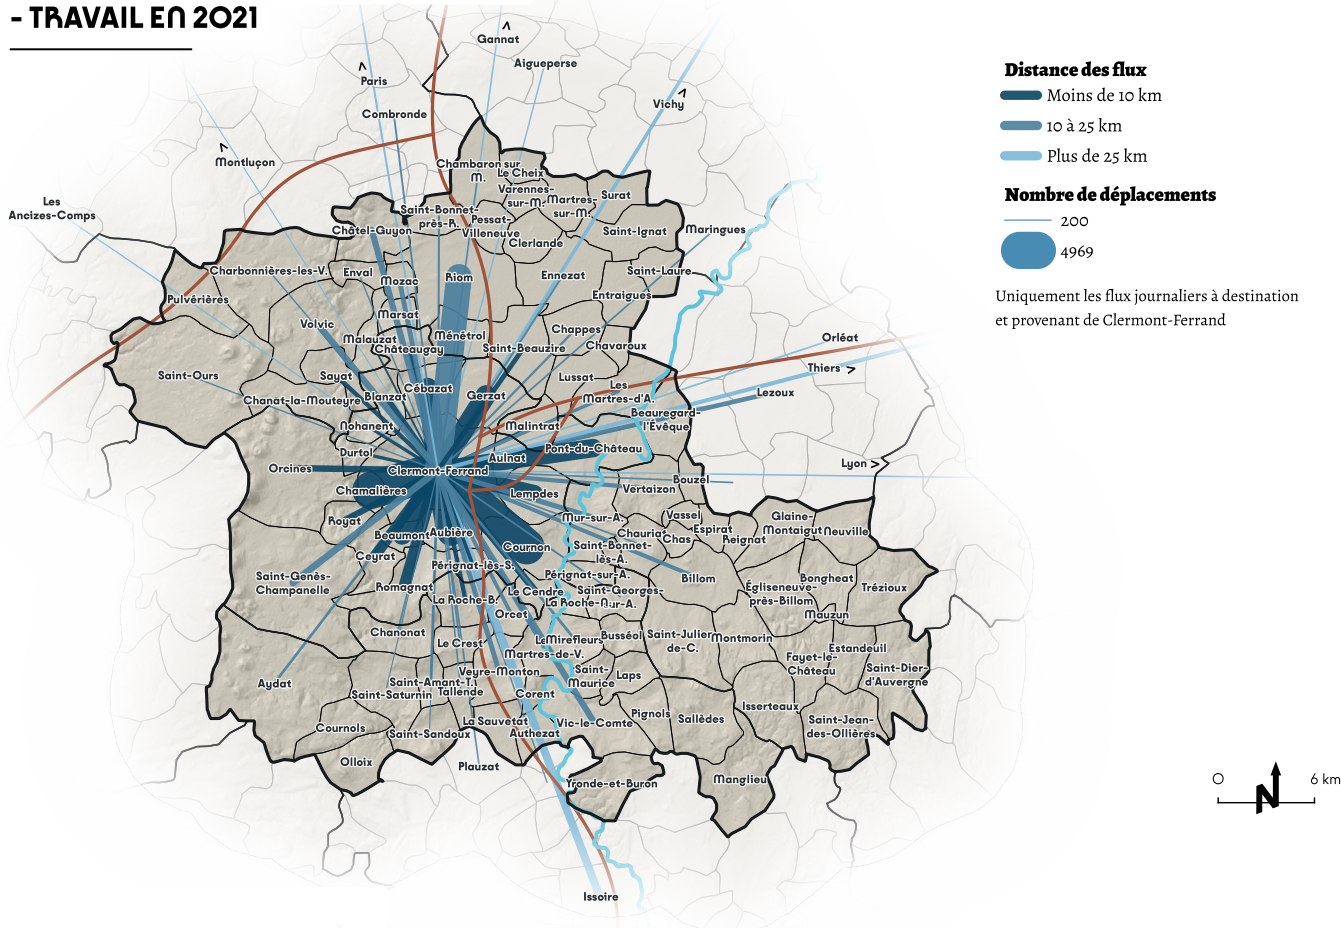 - TRAVAIL EN 2021
Distance des flux
Moins de 10 km
10 à 25 km
Plus de 25 km
Nombre de déplacements
200
4969
Uniquement les flux journaliers à destination
et provenant de Clermont-Ferrand
Gannat
Aigueperse
Paris
Vichy
Combronde
Montluçon
Les
Ancizes-Comps
Chambaron sur
M.
Le Cheix
Varennes-
sur-M.
Martres-
sur-M.
Surat
Saint-Bonnet-
près-R.
Pessat-
Villeneuve
Châtel-Guyon
Clerlande
Saint-Ignat
Maringues
Charbonnières-les-V.
Enval
Mozac
Riom
Ennezat
Saint-Laure
Pulvérières
Entraigues
Marsat
Volvic
Malauzat
Ménétrol
Châteaugay
Saint-Beauzire
Chappes
Chavaroux
Orléat
Thiers
Saint-Ours
Sayat
Lussat
Les
Martres-d'A.
Cébazat
Gerzat
Blanzat
Chanat-la-Mouteyre
Lezoux
Beauregard-
l'Évêque
Nohanent
Malintrat
Durtol
Aulnat
Pont-du-Château
Orcines
Clermont-Ferrand
Lyon
Bouzel
Chamalières
Lempdes
Vertaizon
Royat
Mur-sur-A.
Vassel
Glaine-
Montaigut
Neuville
Beaumont
Aubière
Chauriat
Chas
Espirat
Reignat
Cournon
Saint-Bonnet-
lès-A.
Ceyrat
Pérignat-lès-S.
Pérignat-sur-A.
Billom
Bongheat
Saint-Genès-
Champanelle
Romagnat
Le Cendre
Saint-Georges-
sur-A.
Égliseneuve-
près-Billom
Trézioux
La Roche-B.
La Roche-N.
Orcet
Mauzun
Chanonat
Le Crest
Mirefleurs
Busséol
Saint-Julien-
de-C.
Montmorin
Estandeuil
Martres-de-V.
Fayet-le-
Château
Saint-Dier-
d'Auvergne
Aydat
Veyre-Monton
Saint-
Maurice
Laps
Saint-Amant-T.
Saint-Saturnin
Tallende
Corent
Isserteaux
Pignols
Sallèdes
Saint-Jean-
des-Ollières
Cournols
La Sauvetat
Authezat
Vic-le-Comte
Saint-Sandoux
Olloix
Plauzat
Yronde-et-Buron
Manglieu
Issoire
0
6 km
N